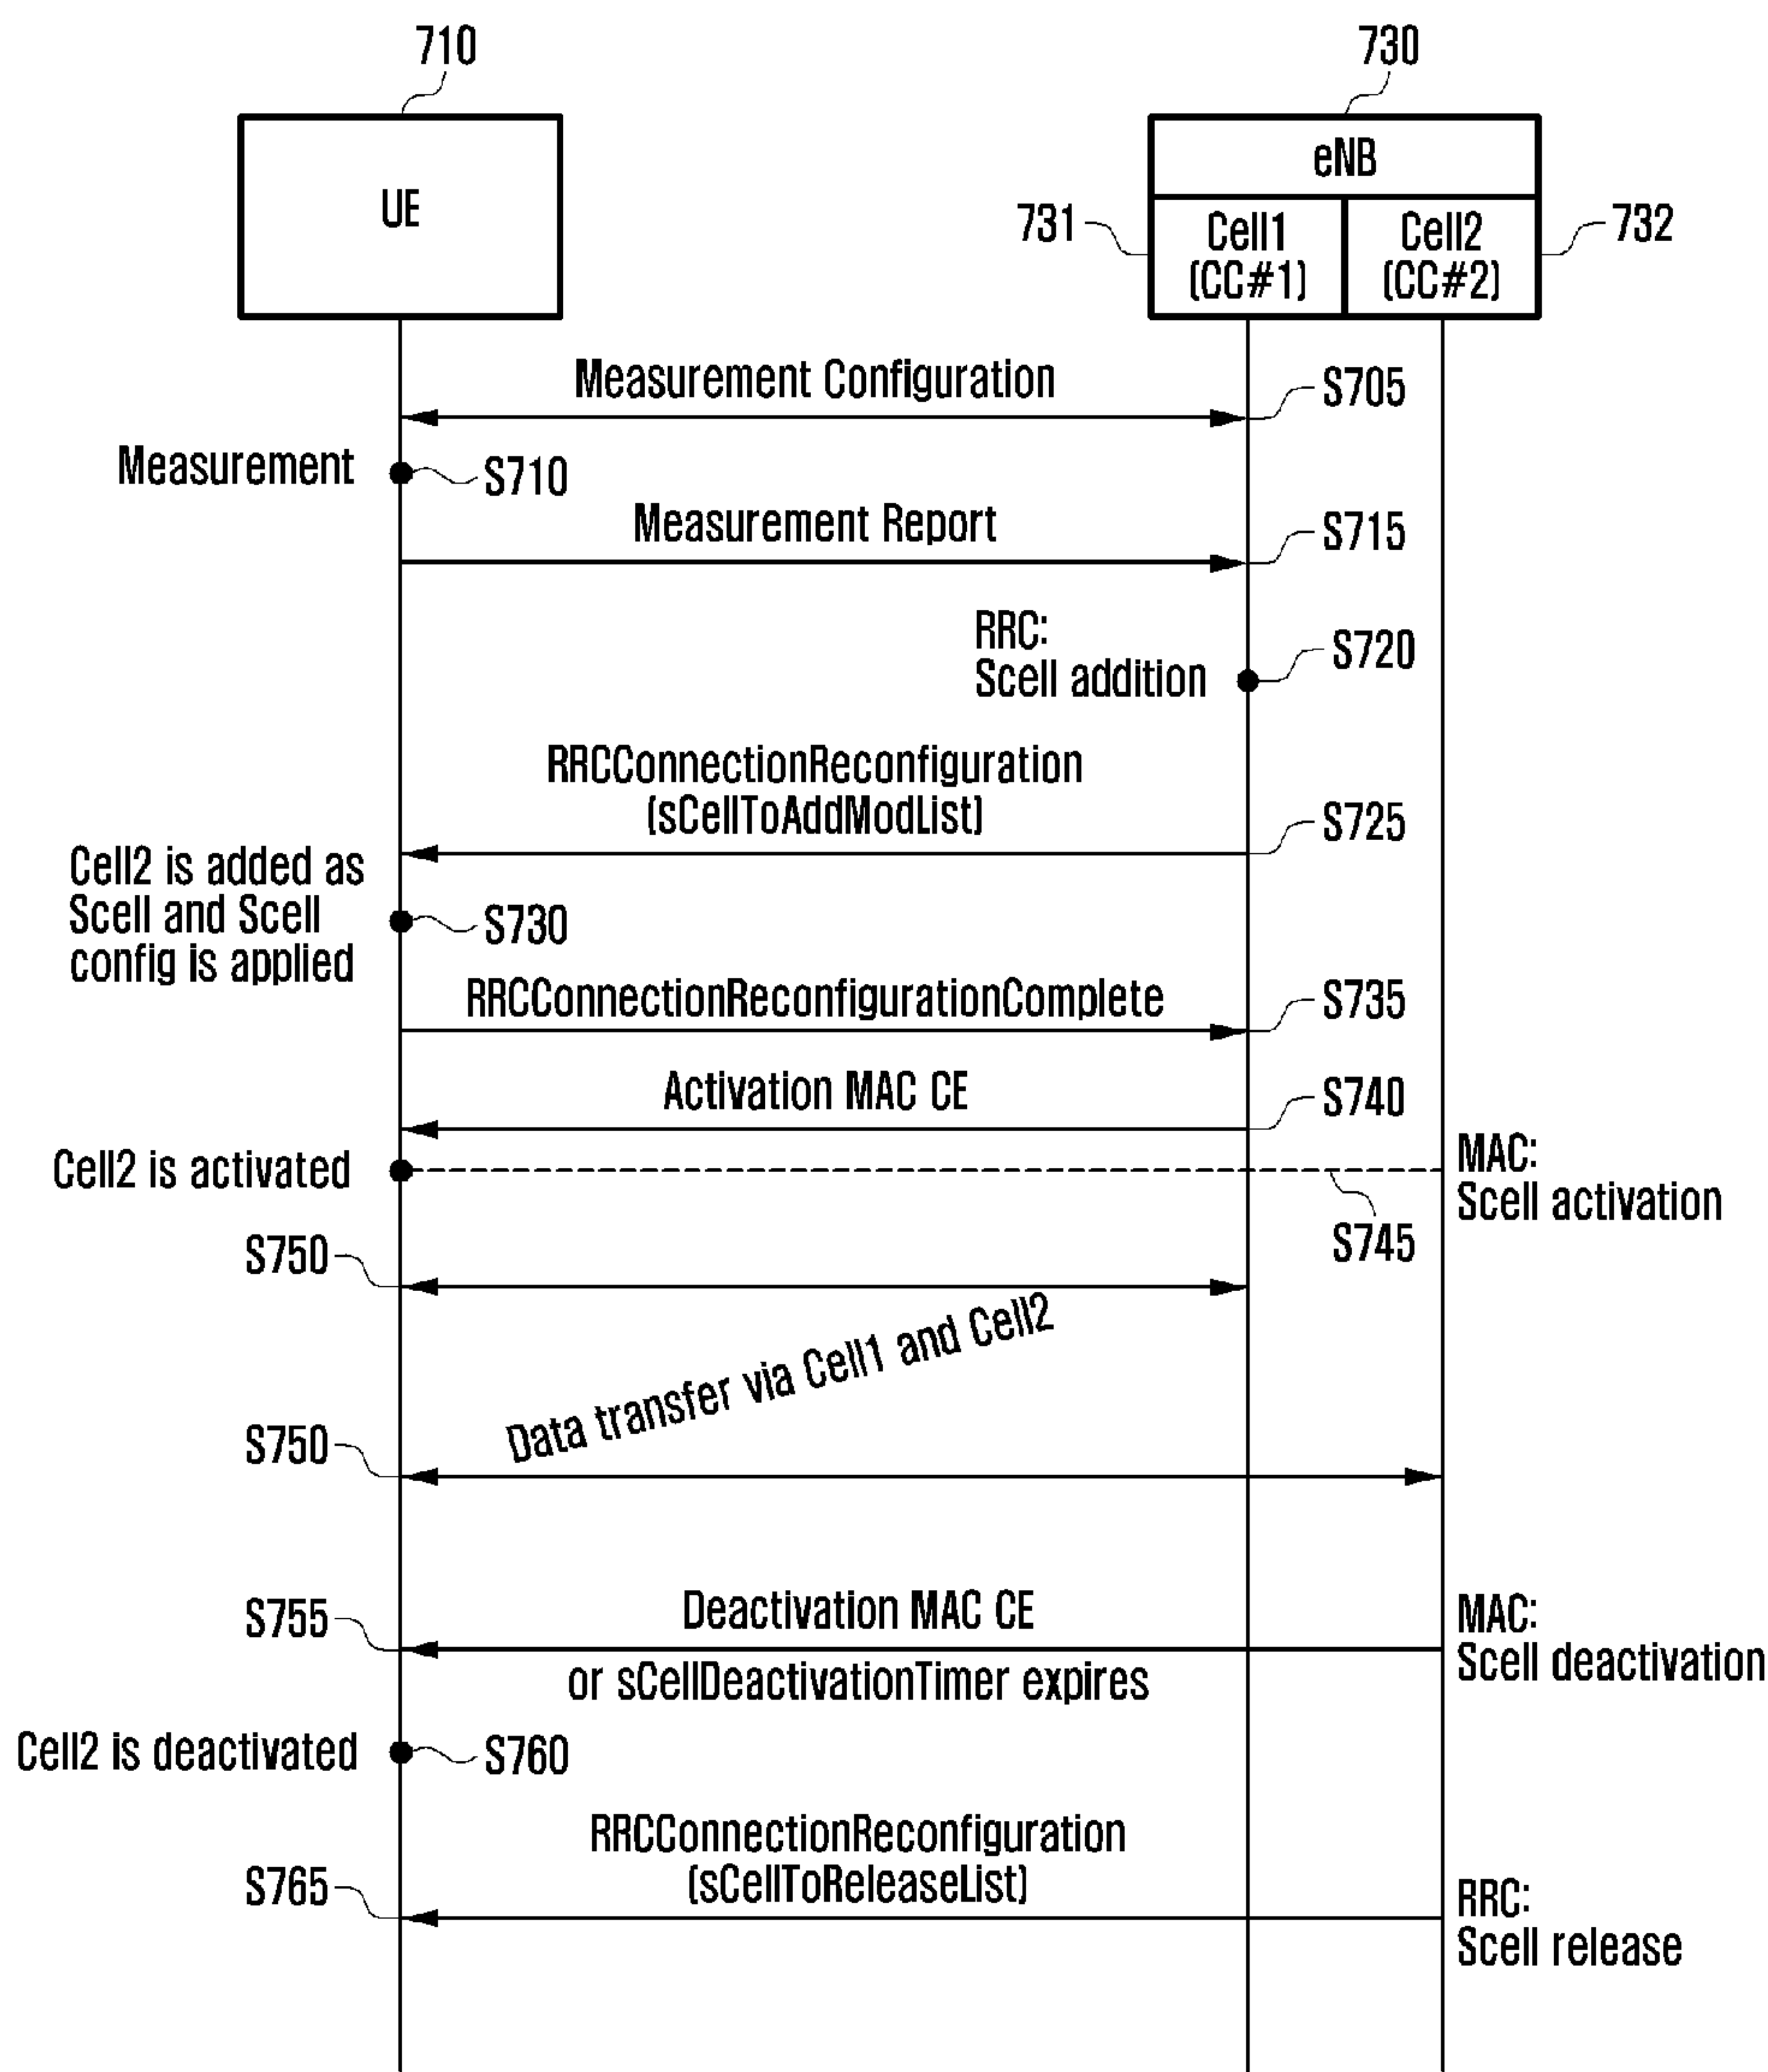 710
730
UE
eNB
731
Cell1
(CC#1)
Cell2
(CC#2)
732
Measurement Configuration
S705
Measurement
S710
Measurement Report
S715
RRC:
Scell addition
S720
RRCConnectionReconfiguration
(sCellToAddModList)
S725
Cell2 is added as
Scell and Scell
config is applied
S730
RRCConnectionReconfigurationComplete
S735
Activation MAC CE
S740
Cell2 is activated
MAC:
Scell activation
S745
S750
Data transfer via Cell1 and Cell2
S750
Deactivation MAC CE
or sCellDeactivationTimer expires
S755
MAC:
Scell deactivation
Cell2 is deactivated
S760
RRCConnectionReconfiguration
(sCellToReleaseList)
S765
RRC:
Scell release